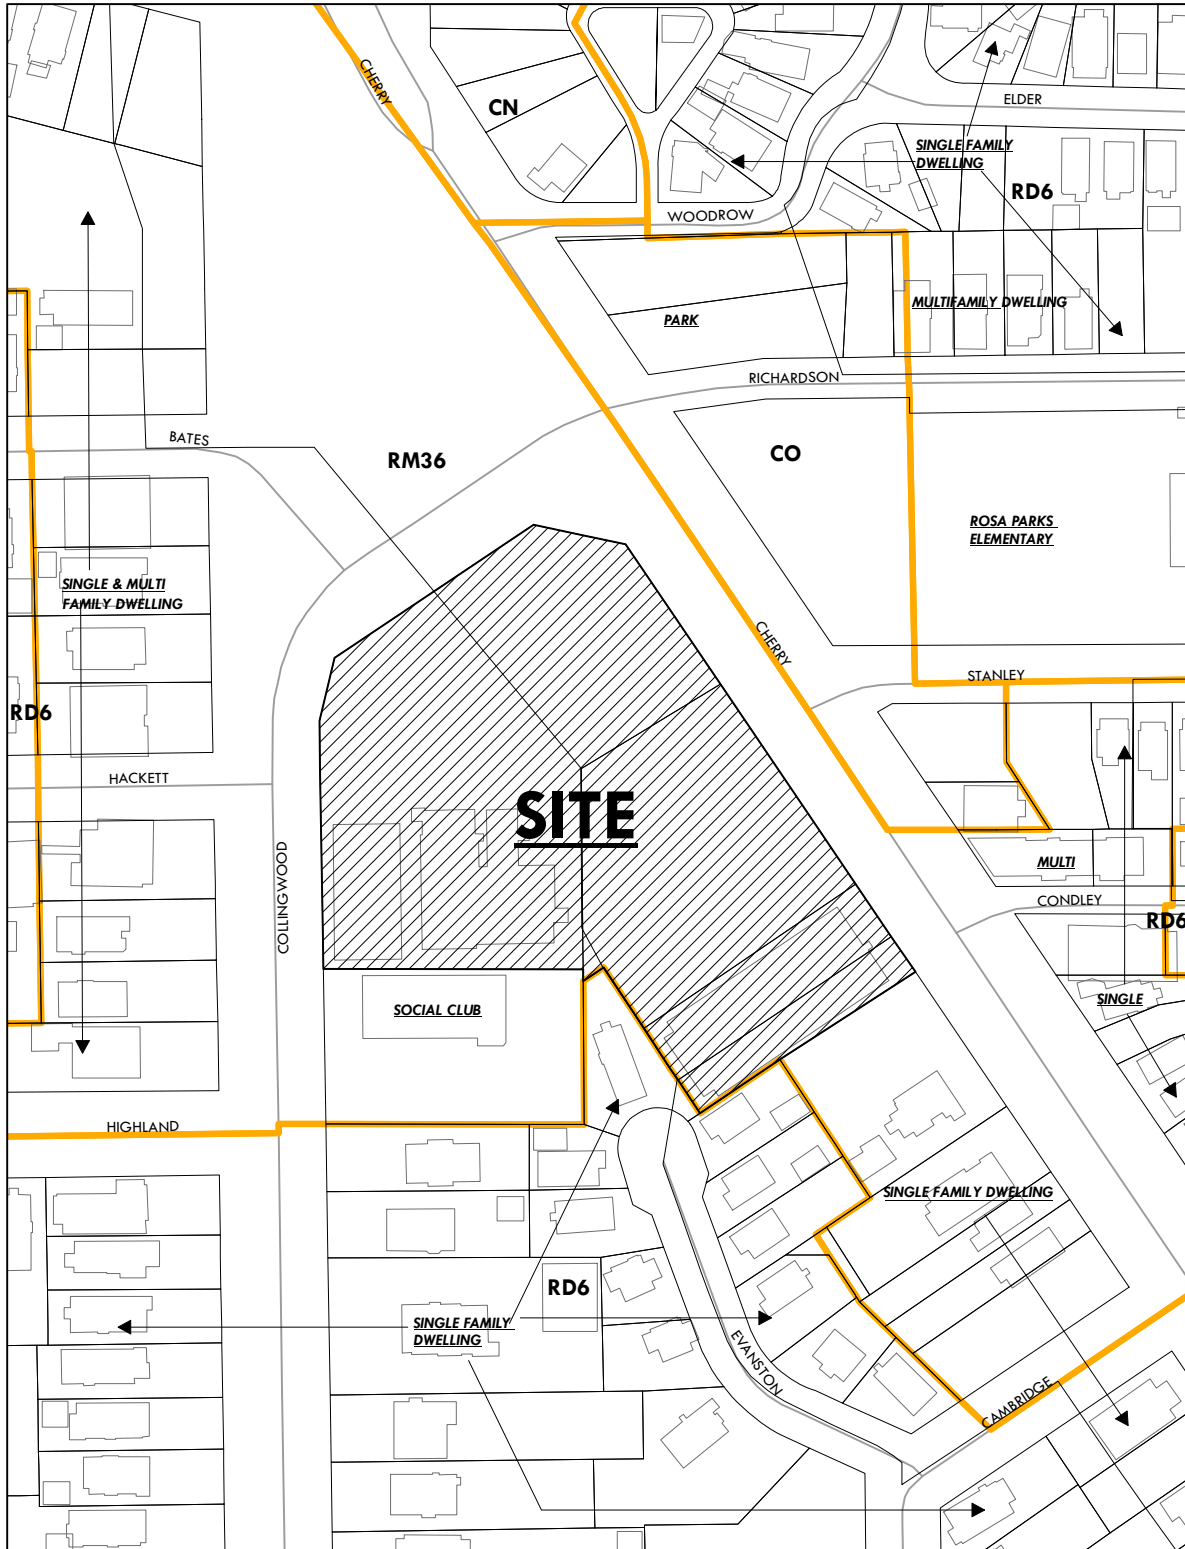 CHERRY
CN
ELDER
SINGLE FAMILY
DWELLING
RD6
WOODROW
MULTIFAMILY DWELLING
PARK
RICHARDSON
BATES
RM36
CO
ROSA PARKS
ELEMENTARY
SINGLE & MULTI
FAMILY DWELLING
CHERRY
STANLEY
RD6
HACKETT
SITE
COLLINGWOOD
MULTI
CONDLEY
RD6
SINGLE
SOCIAL CLUB
HIGHLAND
SINGLE FAMILY DWELLING
RD6
SINGLE FAMILY
DWELLING
EVANSTON
CAMBRIDGE